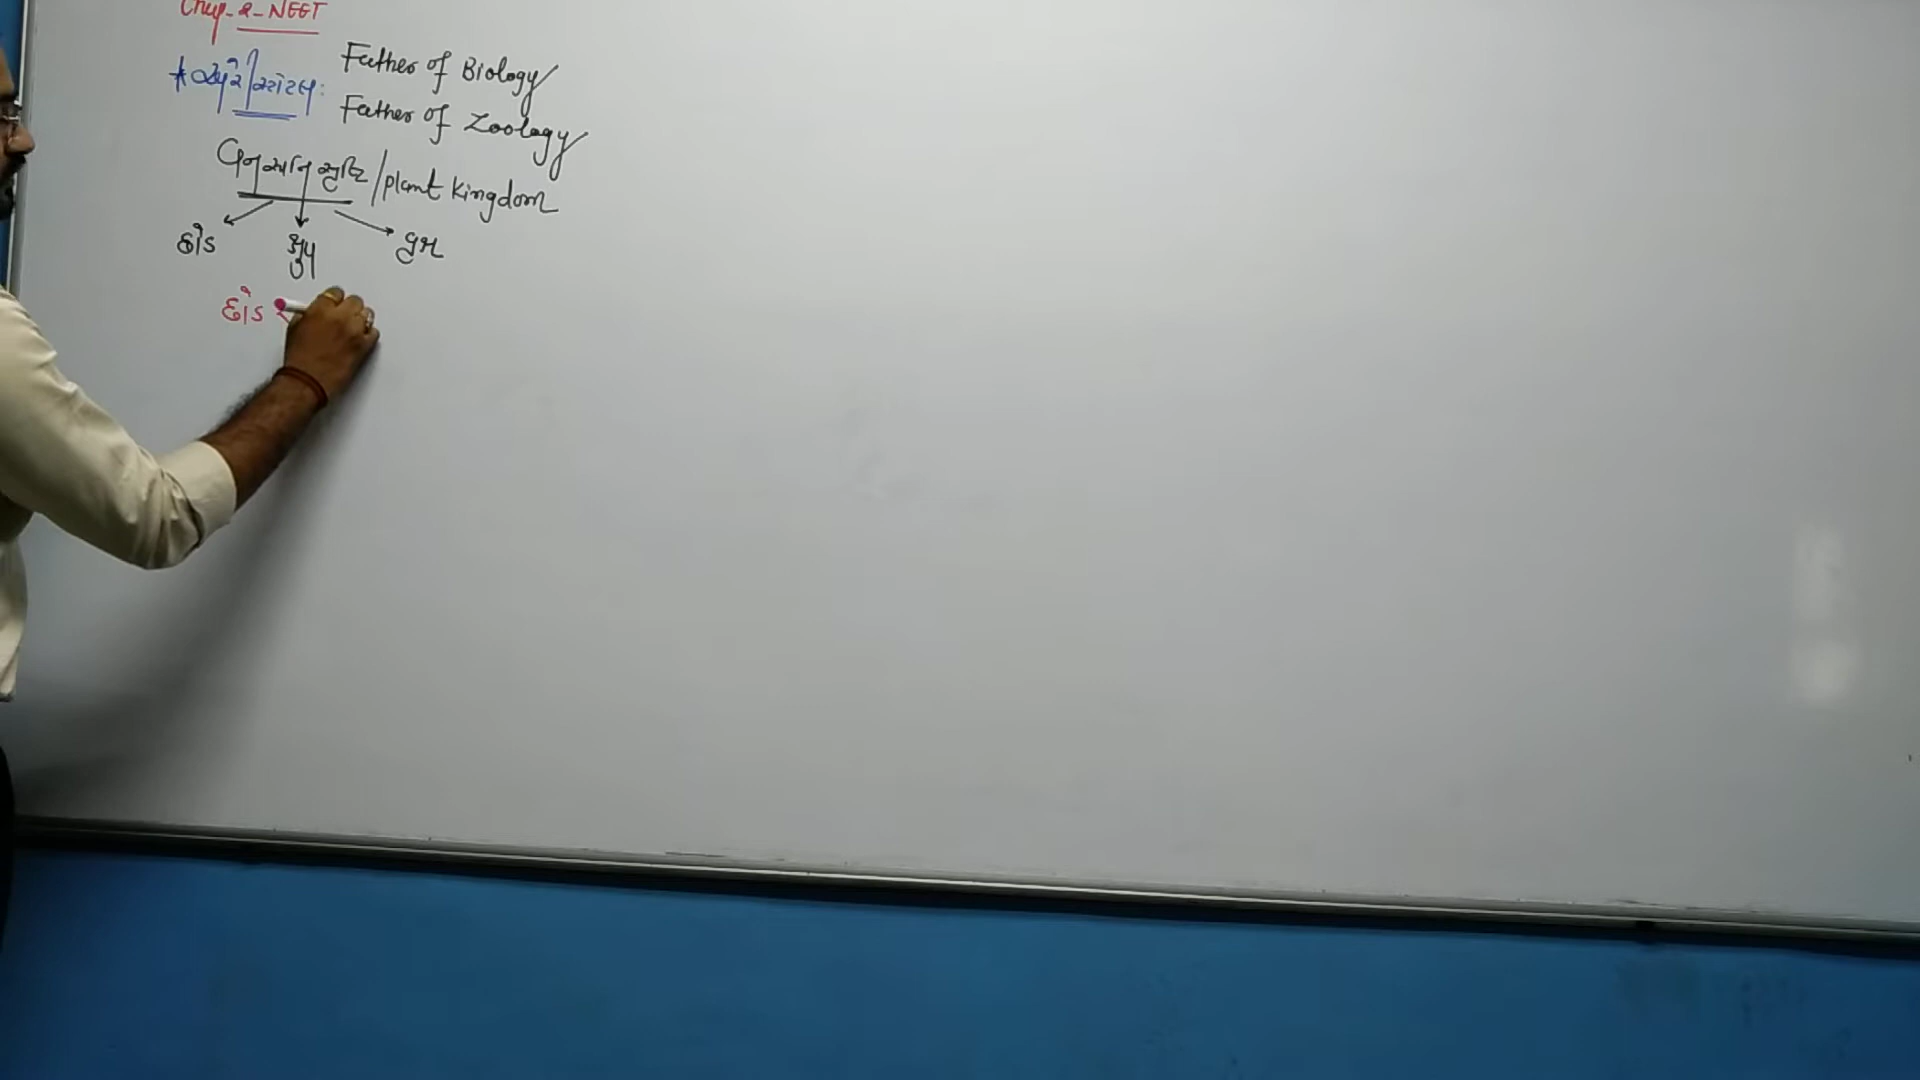 Chap-2-NEET
Father of Biology
* એરિસ્ટોટલ :
Father of Zoology
વનસ્પતિ સૃષ્ટિ / plant kingdom
છોડ ક્ષુપ વૃક્ષ
છોડ